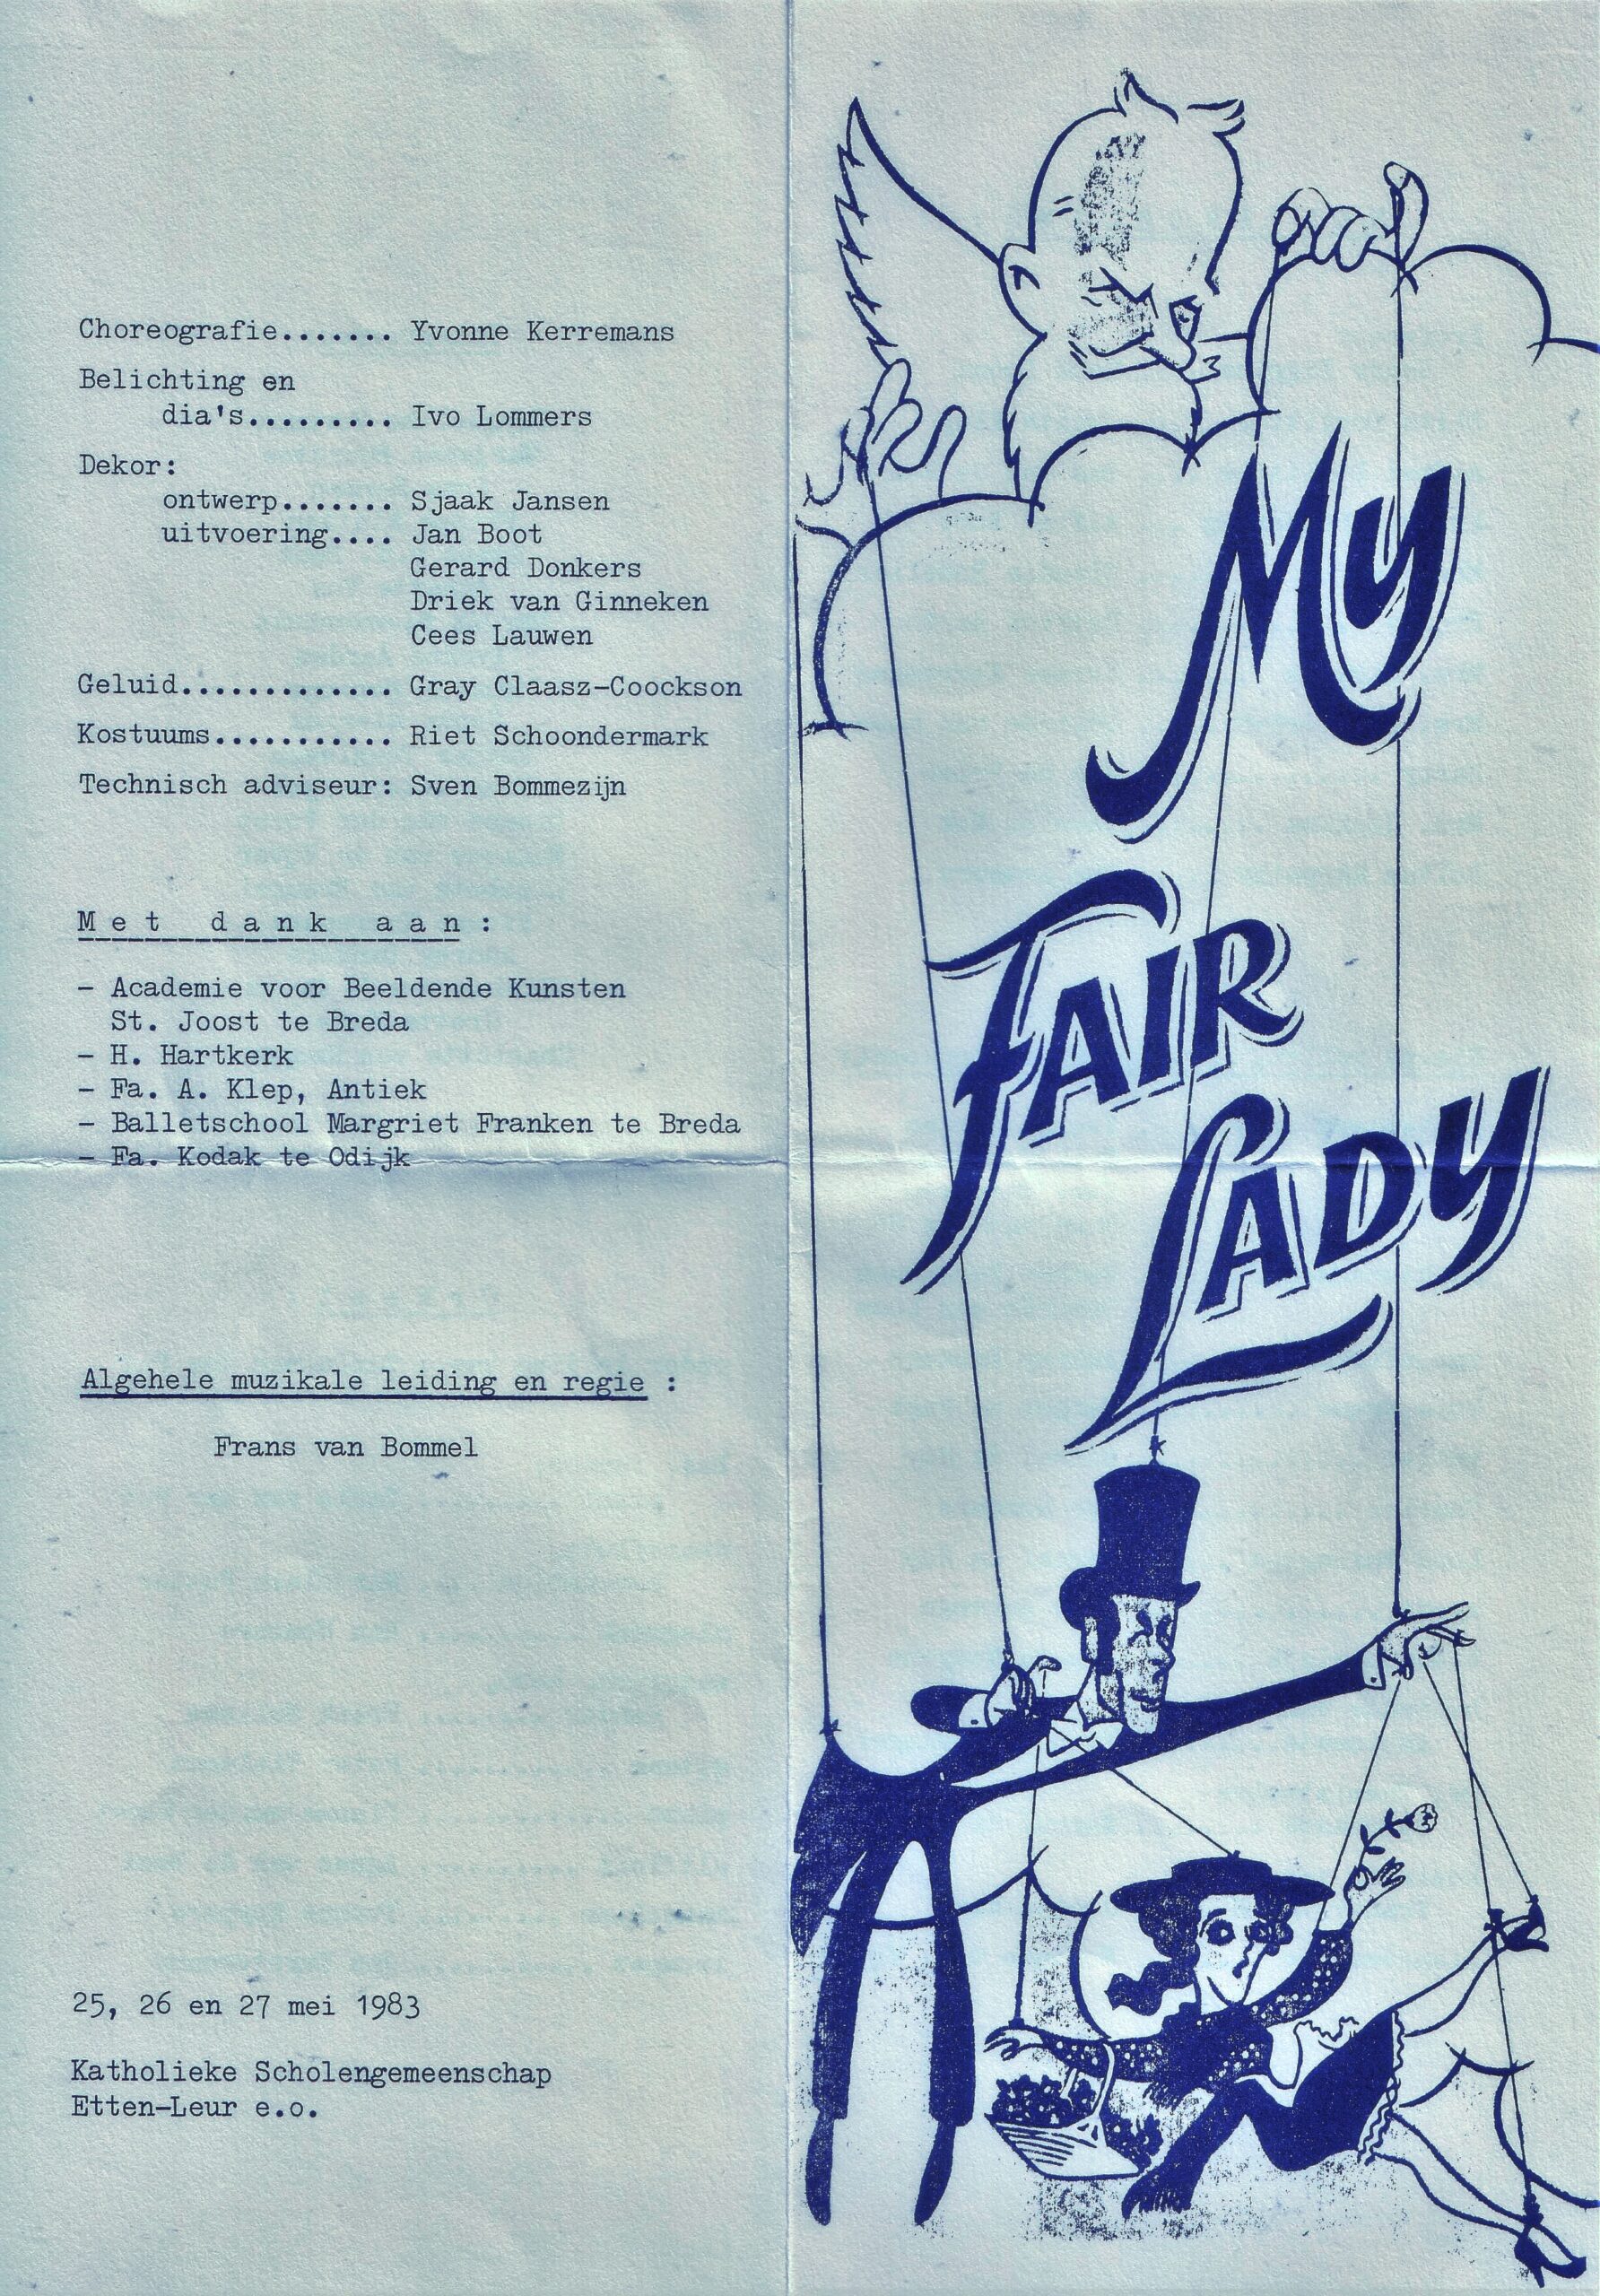 Choreografie....... Yvonne Kerremans
Belichting en
dia's......... Ivo Lommers
Dekor:
ontwerp....... Sjaak Jansen
uitvoering.... Jan Boot
Gerard Donkers
Driek van Ginneken
Cees Lauwen
Geluid............. Gray Claasz-Coockson
Kostuums........... Riet Schoondermark
Technisch adviseur: Sven Bommezijn
Met dank aan :
- Academie voor Beeldende Kunsten
St. Joost te Breda
- H. Hartkerk
- Fa. A. Klep, Antiek
- Balletschool Margriet Franken te Breda
- Fa. Kodak te Odijk
Algehele muzikale leiding en regie :
Frans van Bommel
25, 26 en 27 mei 1983
Katholieke Scholengemeenschap
Etten-Leur e.o.
My
FAIR
LADY